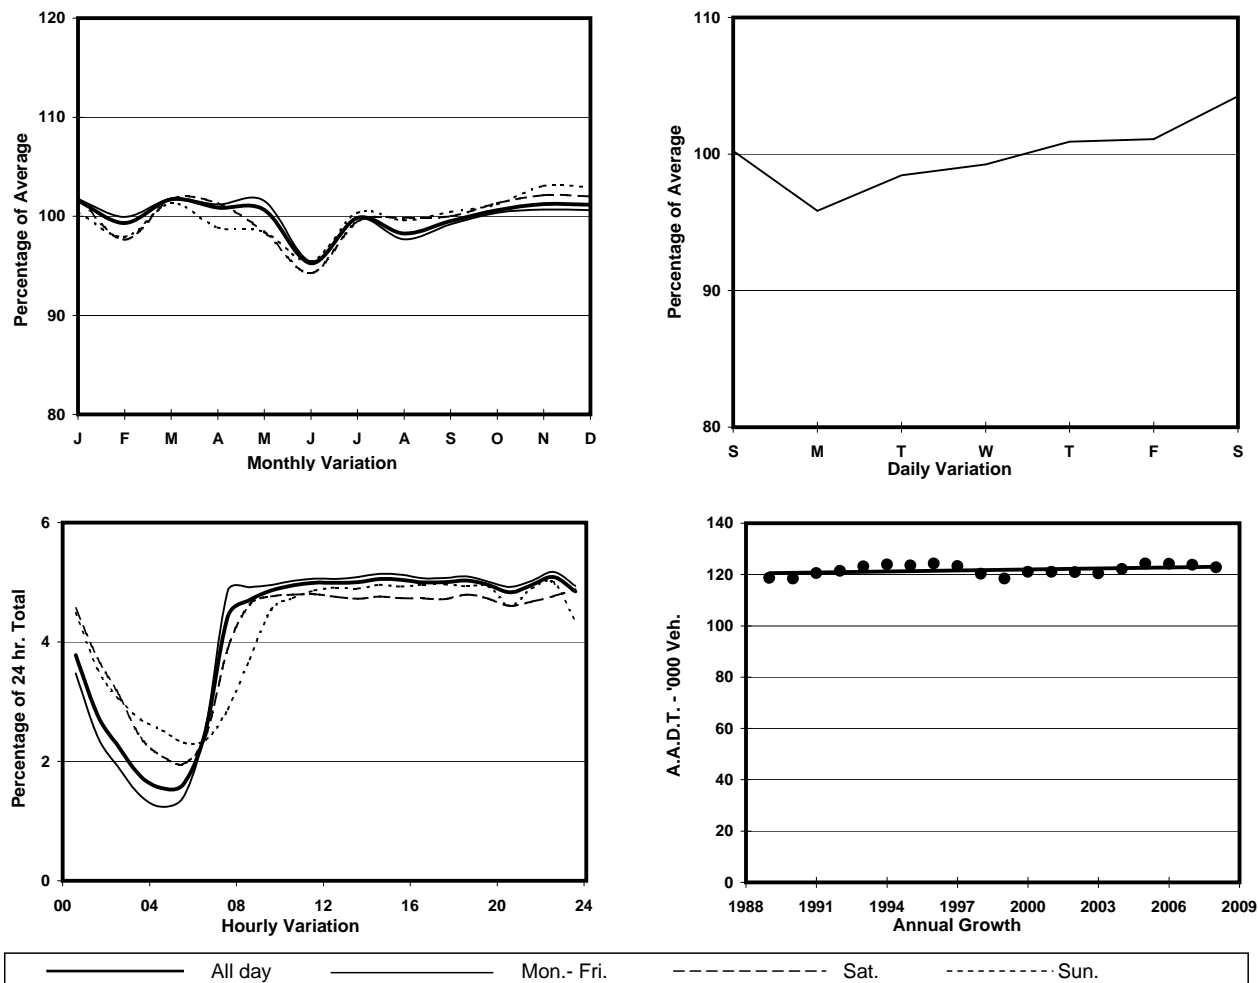 120
110
100
90
80
Percentage of Average
J F M A M J J A S O N D
Monthly Variation
110
100
90
80
Percentage of Average
S M T W T F S
Daily Variation
6
4
2
0
Percentage of 24 hr. Total
00 04 08 12 16 20 24
Hourly Variation
140
120
100
80
60
40
20
0
A.A.D.T. - '000 Veh.
1988 1991 1994 1997 2000 2003 2006 2009
Annual Growth
All day Mon.- Fri. Sat. Sun.